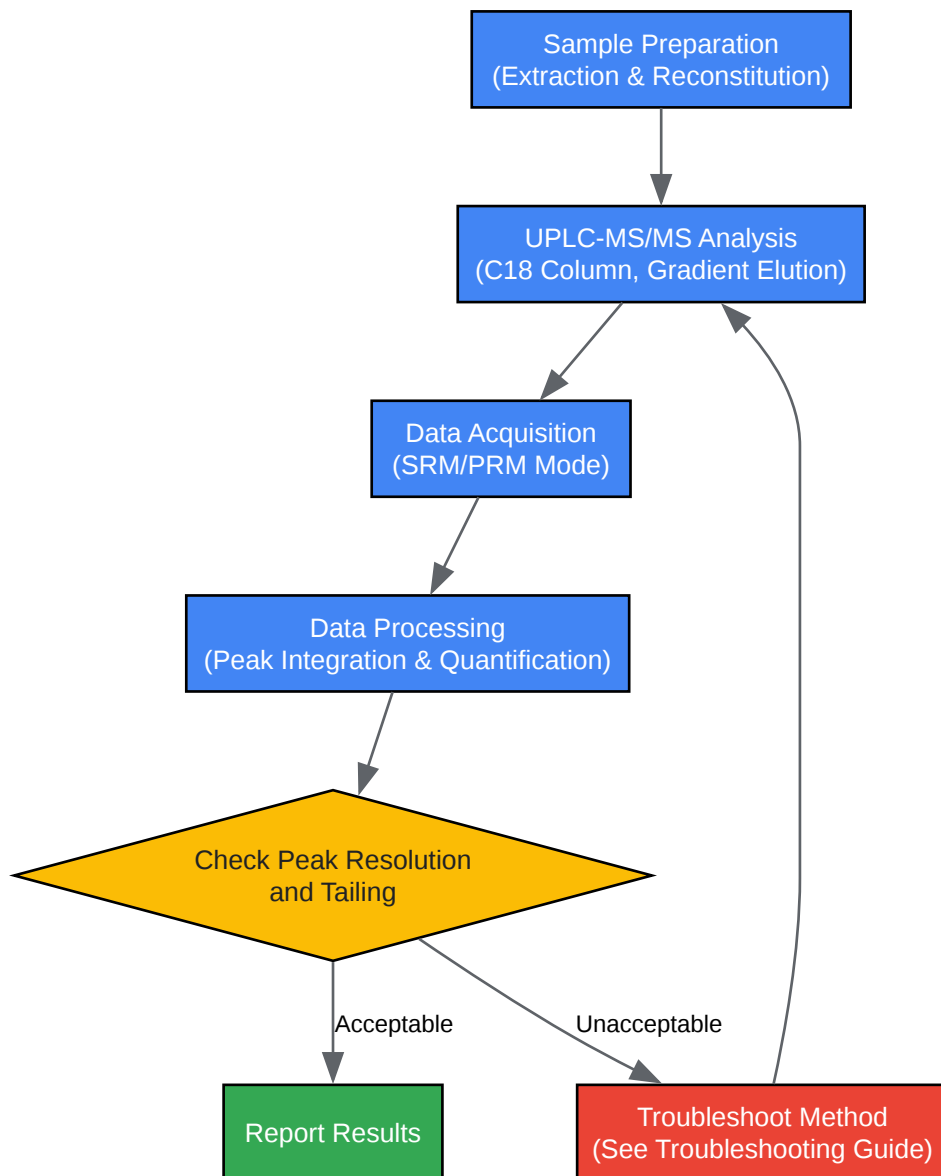 Sample Preparation
(Extraction & Reconstitution)
UPLC-MS/MS Analysis
(C18 Column, Gradient Elution)
Data Acquisition
(SRM/PRM Mode)
Data Processing
(Peak Integration & Quantification)
Check Peak Resolution
and Tailing
Acceptable
Unacceptable
Report Results
Troubleshoot Method
(See Troubleshooting Guide)